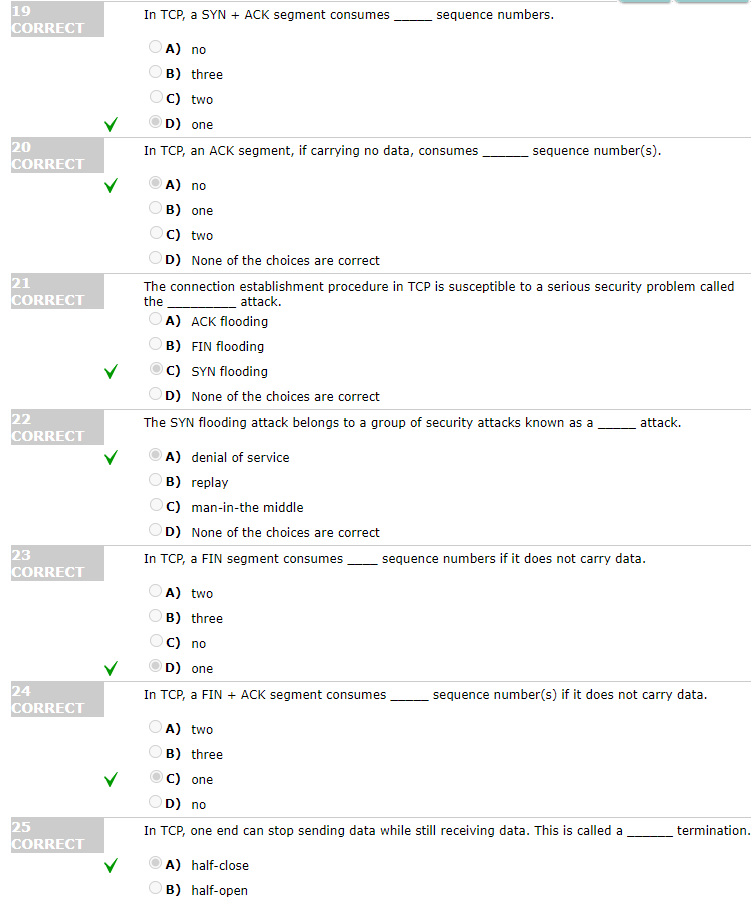 19
CORRECT
In TCP, a SYN + ACK segment consumes ______ sequence numbers.
A) no
B) three
C) two
D) one
20
CORRECT
In TCP, an ACK segment, if carrying no data, consumes _______ sequence number(s).
A) no
B) one
C) two
D) None of the choices are correct
21
CORRECT
The connection establishment procedure in TCP is susceptible to a serious security problem called
the __________ attack.
A) ACK flooding
B) FIN flooding
C) SYN flooding
D) None of the choices are correct
22
CORRECT
The SYN flooding attack belongs to a group of security attacks known as a ______ attack.
A) denial of service
B) replay
C) man-in-the middle
D) None of the choices are correct
23
CORRECT
In TCP, a FIN segment consumes _____ sequence numbers if it does not carry data.
A) two
B) three
C) no
D) one
24
CORRECT
In TCP, a FIN + ACK segment consumes ______ sequence number(s) if it does not carry data.
A) two
B) three
C) one
D) no
25
CORRECT
In TCP, one end can stop sending data while still receiving data. This is called a _______ termination.
A) half-close
B) half-open